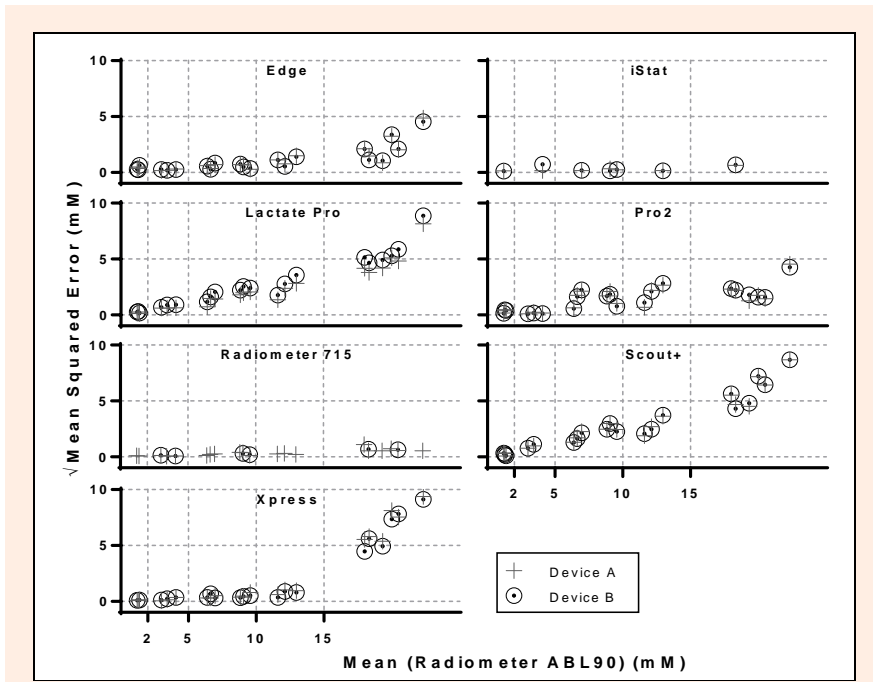 10
Edge
iStat
5
0
10
Lactate Pro
Pro2
5
0
10
Radiometer 715
Scout+
5
0
2 5 10 15
10
Xpress
5
0
2 5 10 15
Device A
Device B
√Mean Squared Error (mM)
Mean (Radiometer ABL90) (mM)